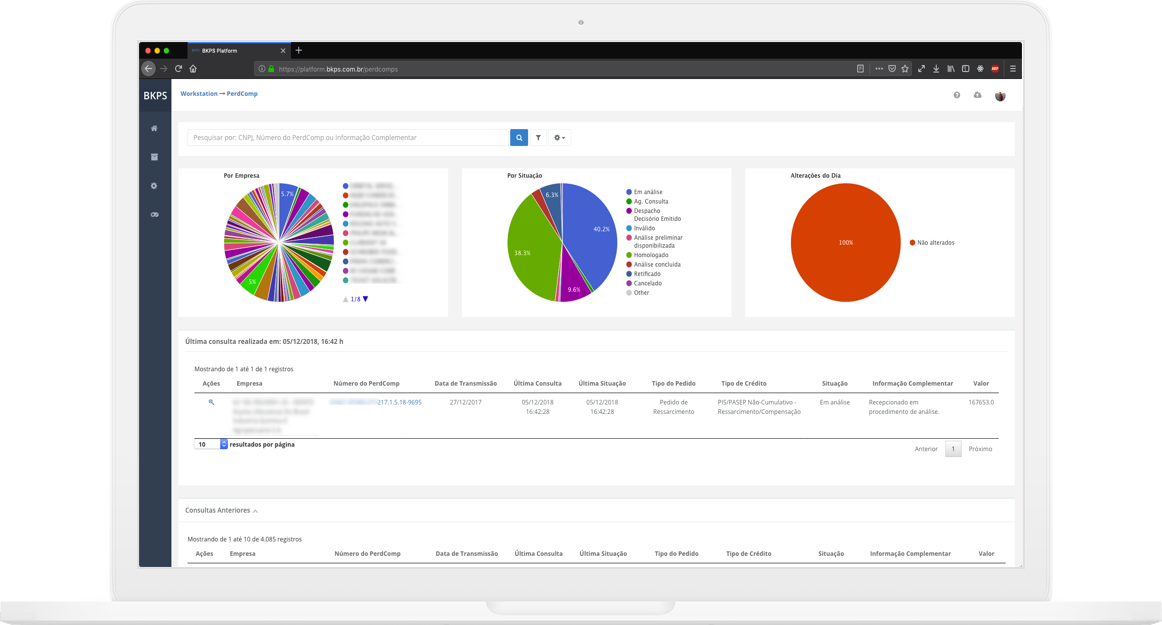 BKPS Platform
https://platform.bkps.com.br/perdcomps
BKPS
Workstation → PerdComp
Pesquisar por: CNPJ, Número do PerdComp ou Informação Complementar
Por Empresa
5.7%
5%
1/8
Por Situação
40.2%
9.6%
38.3%
6.3%
Em análise
Ag. Consulta
Despacho
Decisório Emitido
Inválido
Análise preliminar
disponibilizada
Homologado
Análise concluída
Retificado
Cancelado
Other
Alterações do Dia
100%
Não alterados
Última consulta realizada em: 05/12/2018, 16:42 h
Mostrando de 1 até 1 de 1 registros
Ações Empresa Número do PerdComp Data de Transmissão Última Consulta Última Situação Tipo do Pedido Tipo de Crédito Situação Informação Complementar Valor
217.1.5.18-9695 27/12/2017 05/12/2018 05/12/2018 Pedido de PIS/PASEP Não-Cumulativo - Em análise Recepcionado em 167653.0
16:42:28 16:42:28 Ressarcimento Ressarcimento/Compensação procedimento de análise.
10 resultados por página
Anterior 1 Próximo
Consultas Anteriores
Mostrando de 1 até 10 de 4.085 registros
Ações Empresa Número do PerdComp Data de Transmissão Última Consulta Última Situação Tipo do Pedido Tipo de Crédito Situação Informação Complementar Valor